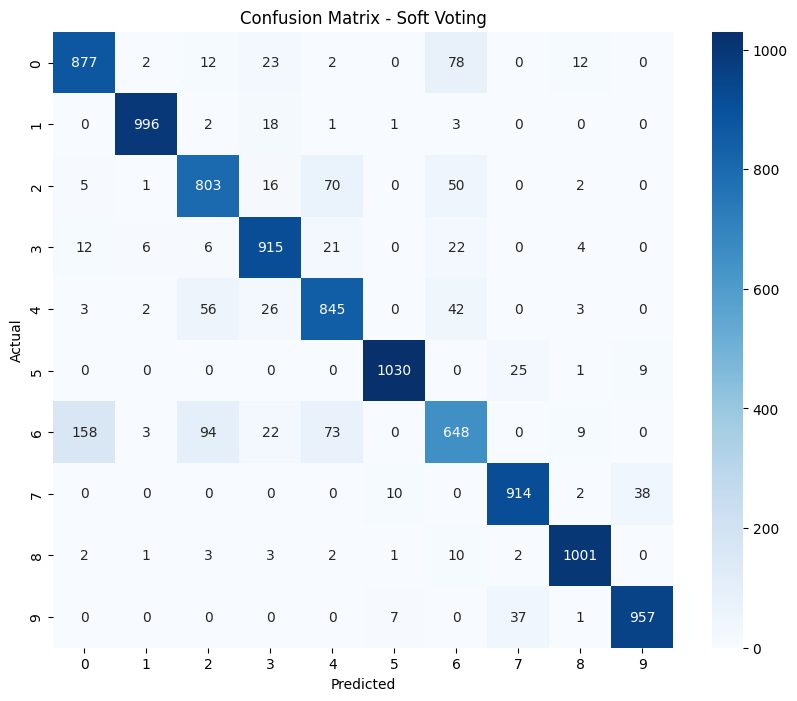 Confusion Matrix - Soft Voting
0 877 2 12 23 2 0 78 0 12 0
1 0 996 2 18 1 1 3 0 0 0
2 5 1 803 16 70 0 50 0 2 0
3 12 6 6 915 21 0 22 0 4 0
4 3 2 56 26 845 0 42 0 3 0
5 0 0 0 0 0 1030 0 25 1 9
6 158 3 94 22 73 0 648 0 9 0
7 0 0 0 0 0 10 0 914 2 38
8 2 1 3 3 2 1 10 2 1001 0
9 0 0 0 0 0 7 0 37 1 957
0 1 2 3 4 5 6 7 8 9
Predicted
Actual
1000
800
600
400
200
0